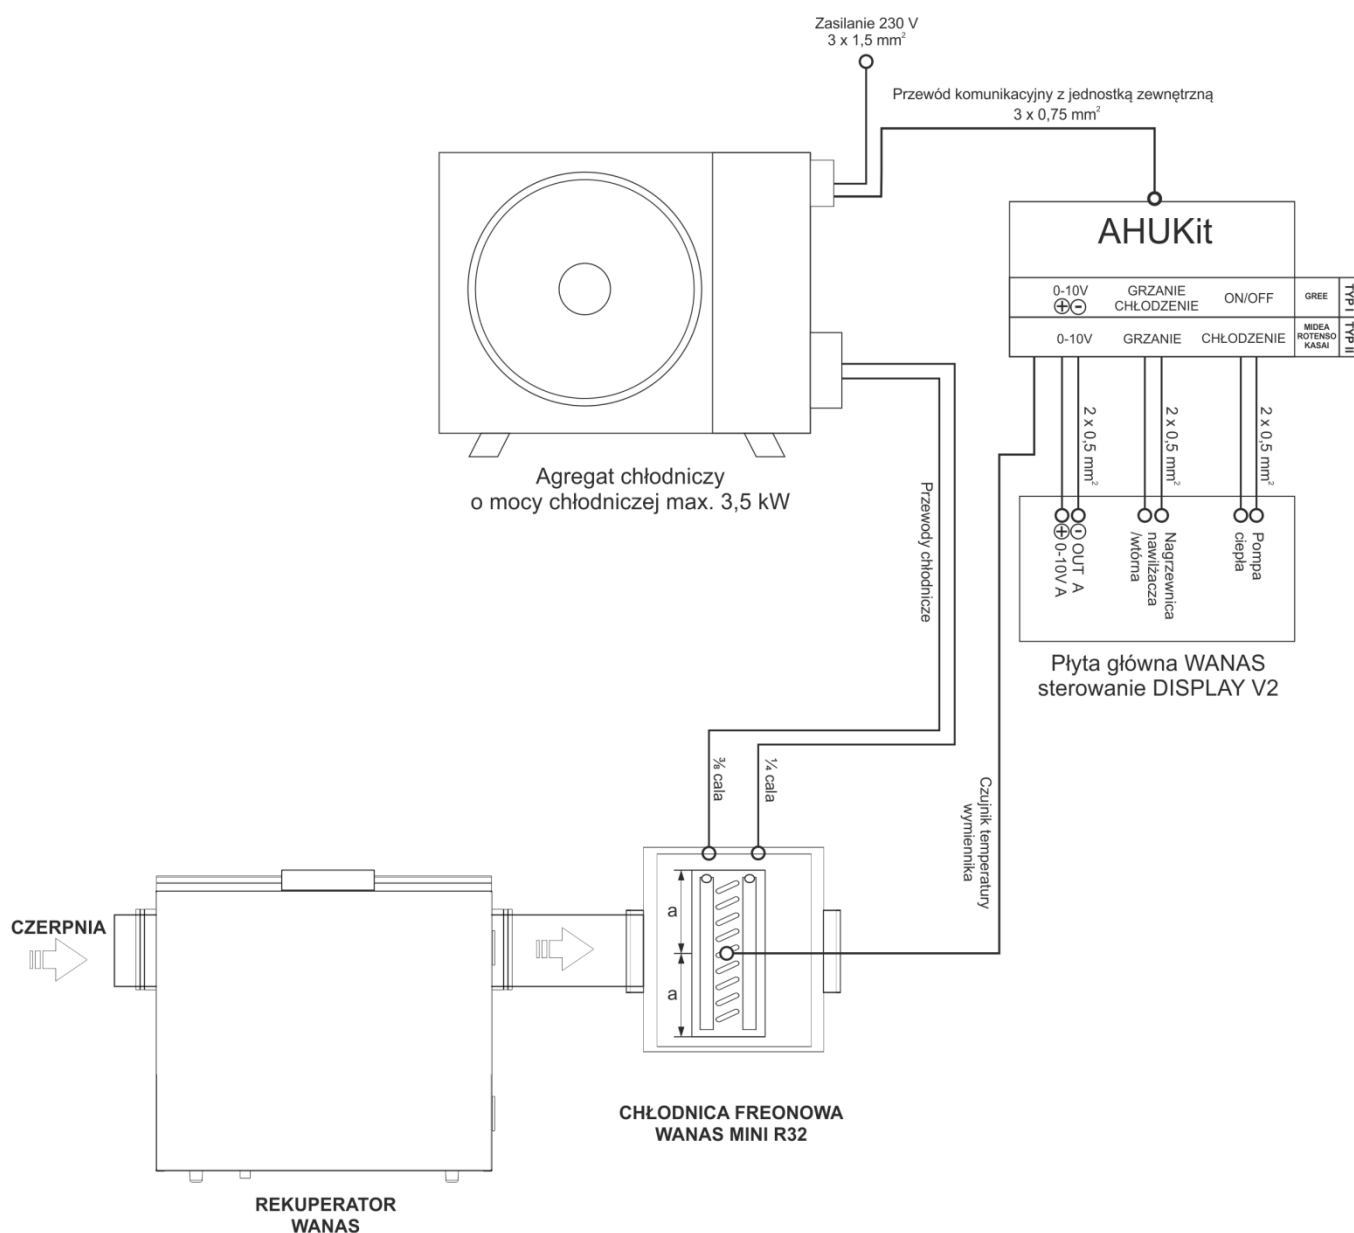 Zasilanie 230 V
3 x 1,5 mm²
Przewód komunikacyjny z jednostką zewnętrzną
3 x 0,75 mm²
AHUKit
0-10V
+ -
GRZANIE
CHŁODZENIE
ON/OFF
GREE
TYP I
0-10V
GRZANIE
CHŁODZENIE
MIDEA
ROTENSO
KASAI
TYP II
2 x 0,5 mm²
2 x 0,5 mm²
2 x 0,5 mm²
+ 0-10V A
- OUT A
Nagrzewnica
nawilżacza
/wtórna
Pompa
ciepła
Płyta główna WANAS
sterowanie DISPLAY V2
Agregat chłodniczy
o mocy chłodniczej max. 3,5 kW
Przewody chłodnicze
⅜ cala
¼ cala
Czujnik temperatury
wymiennika
CZERPNIA
a
a
CHŁODNICA FREONOWA
WANAS MINI R32
REKUPERATOR
WANAS